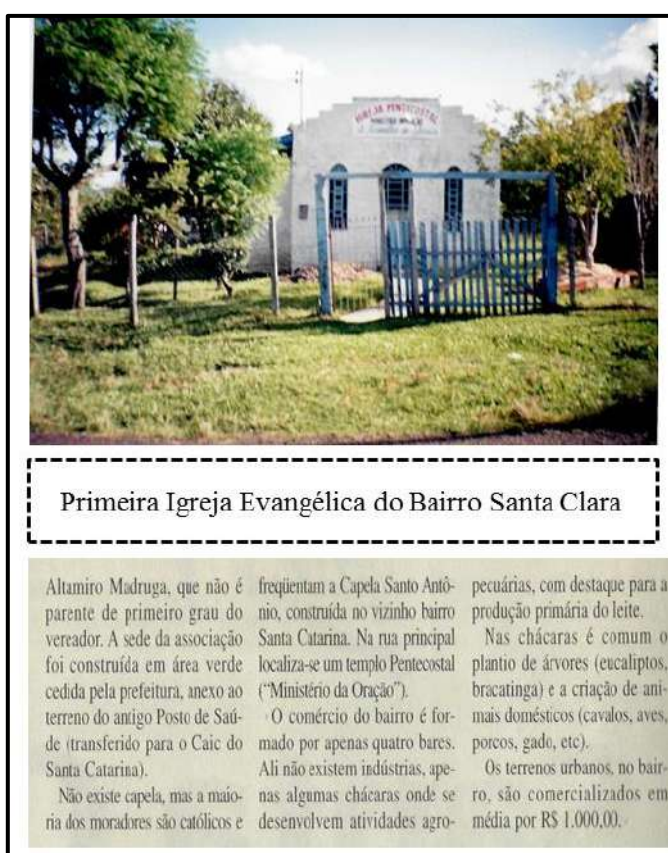 IGREJA PENTECOSTAL
Primeira Igreja Evangélica do Bairro Santa Clara
Altamiro Madruga, que não é
parente de primeiro grau do
vereador. A sede da associação
foi construída em área verde
cedida pela prefeitura, anexo ao
terreno do antigo Posto de Saú-
de (transferido para o Caic do
Santa Catarina).
Não existe capela, mas a maio-
ria dos moradores são católicos e
freqüentam a Capela Santo Antô-
nio, construída no vizinho bairro
Santa Catarina. Na rua principal
localiza-se um templo Pentecostal
("Ministério da Oração").
O comércio do bairro é for-
mado por apenas quatro bares.
Ali não existem indústrias, ape-
nas algumas chácaras onde se
desenvolvem atividades agro-
pecuárias, com destaque para a
produção primária do leite.
Nas chácaras é comum o
plantio de árvores (eucaliptos,
bracatinga) e a criação de ani-
mais domésticos (cavalos, aves,
porcos, gado, etc).
Os terrenos urbanos, no bair-
ro, são comercializados em
média por R$ 1.000,00.